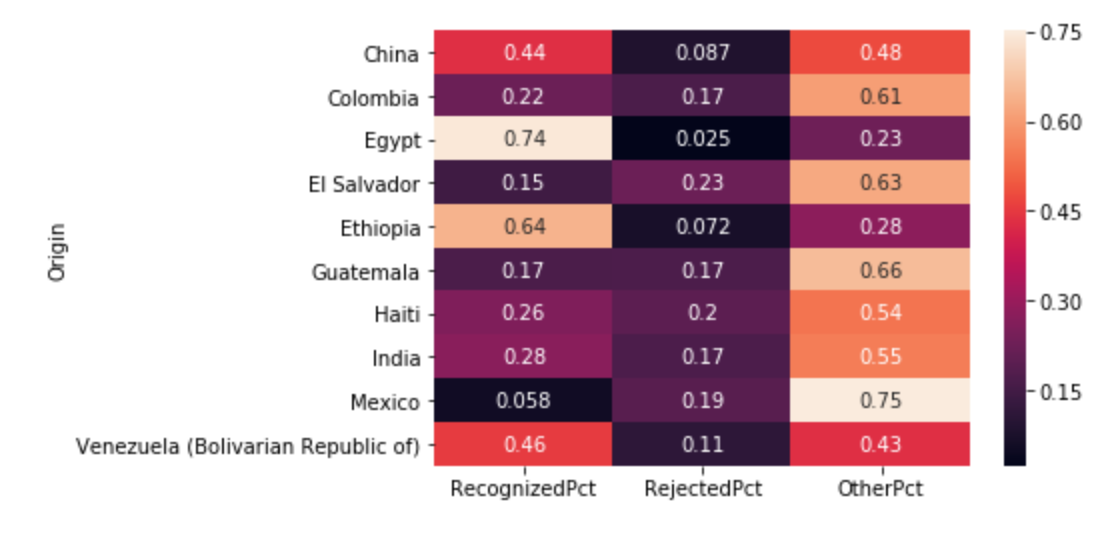 China 0.44 0.087 0.48
Colombia 0.22 0.17 0.61
Egypt 0.74 0.025 0.23
El Salvador 0.15 0.23 0.63
Ethiopia 0.64 0.072 0.28
Guatemala 0.17 0.17 0.66
Haiti 0.26 0.2 0.54
India 0.28 0.17 0.55
Mexico 0.058 0.19 0.75
Venezuela (Bolivarian Republic of) 0.46 0.11 0.43
RecognizedPct RejectedPct OtherPct
Origin
0.75
0.60
0.45
0.30
0.15